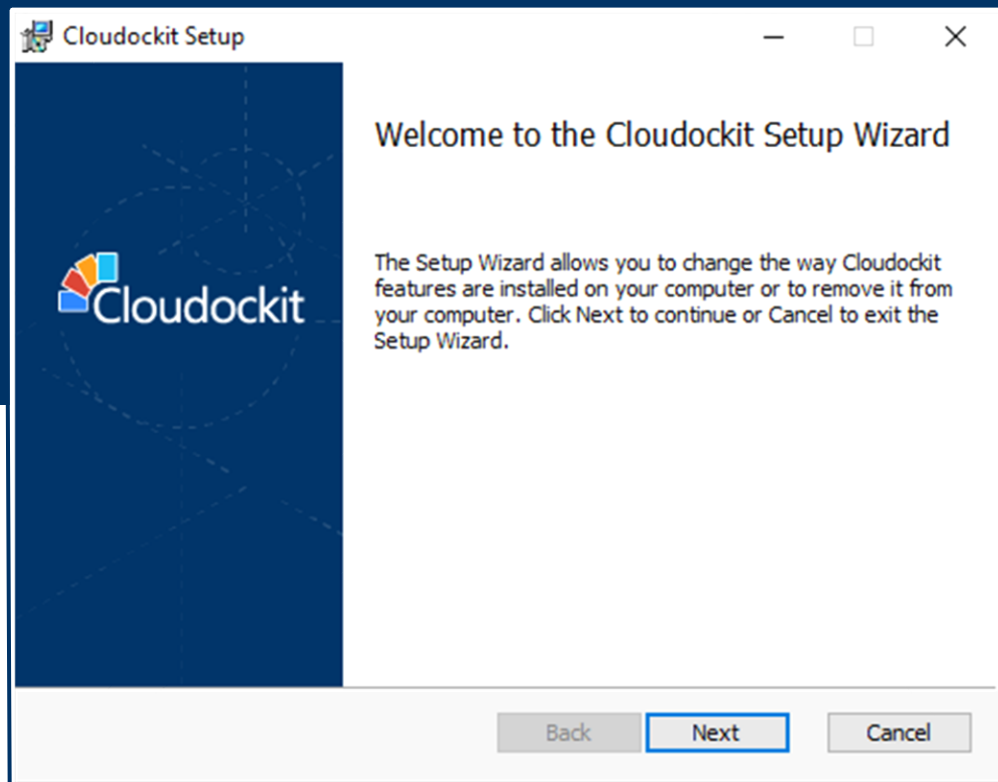 Cloudockit Setup
Welcome to the Cloudockit Setup Wizard
Cloudockit
The Setup Wizard allows you to change the way Cloudockit
features are installed on your computer or to remove it from
your computer. Click Next to continue or Cancel to exit the
Setup Wizard.
Back
Next
Cancel